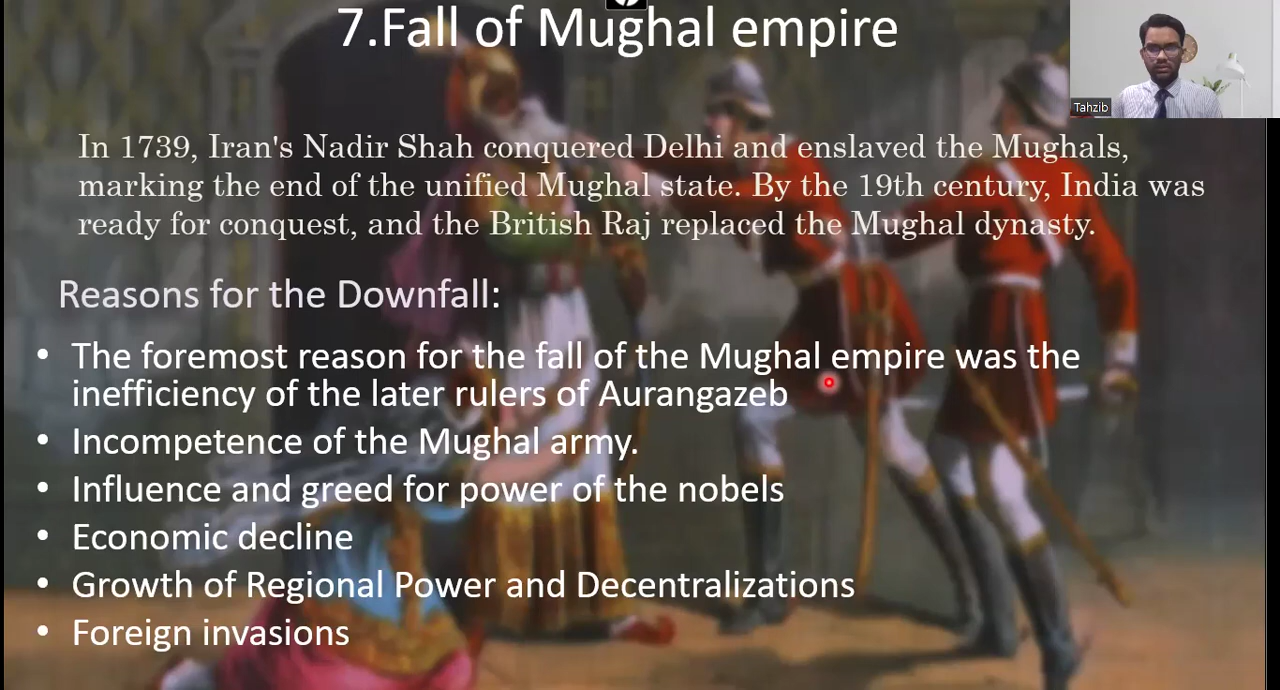 7.Fall of Mughal empire
Tahzib
In 1739, Iran's Nadir Shah conquered Delhi and enslaved the Mughals,
marking the end of the unified Mughal state. By the 19th century, India was
ready for conquest, and the British Raj replaced the Mughal dynasty.
Reasons for the Downfall:
• The foremost reason for the fall of the Mughal empire was the
inefficiency of the later rulers of Aurangazeb
• Incompetence of the Mughal army.
• Influence and greed for power of the nobels
• Economic decline
• Growth of Regional Power and Decentralizations
• Foreign invasions